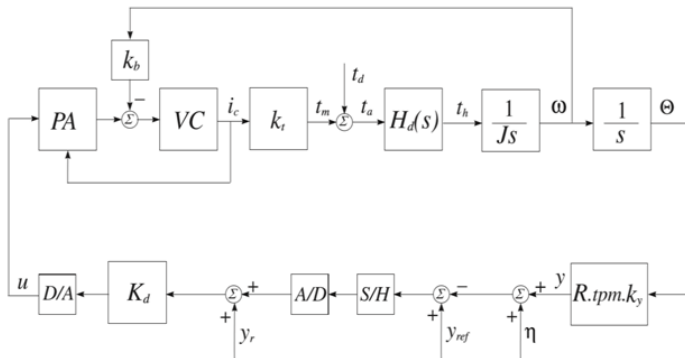 k_b
t_d
−
PA
Σ
VC
i_c
k_t
t_m
Σ
t_a
H_d(s)
t_h
1
Js
ω
1
s
Θ
u
D/A
K_d
Σ
+
+
y_r
A/D
S/H
Σ
−
+
y_ref
Σ
+
+
η
y
R.tpm.k_y